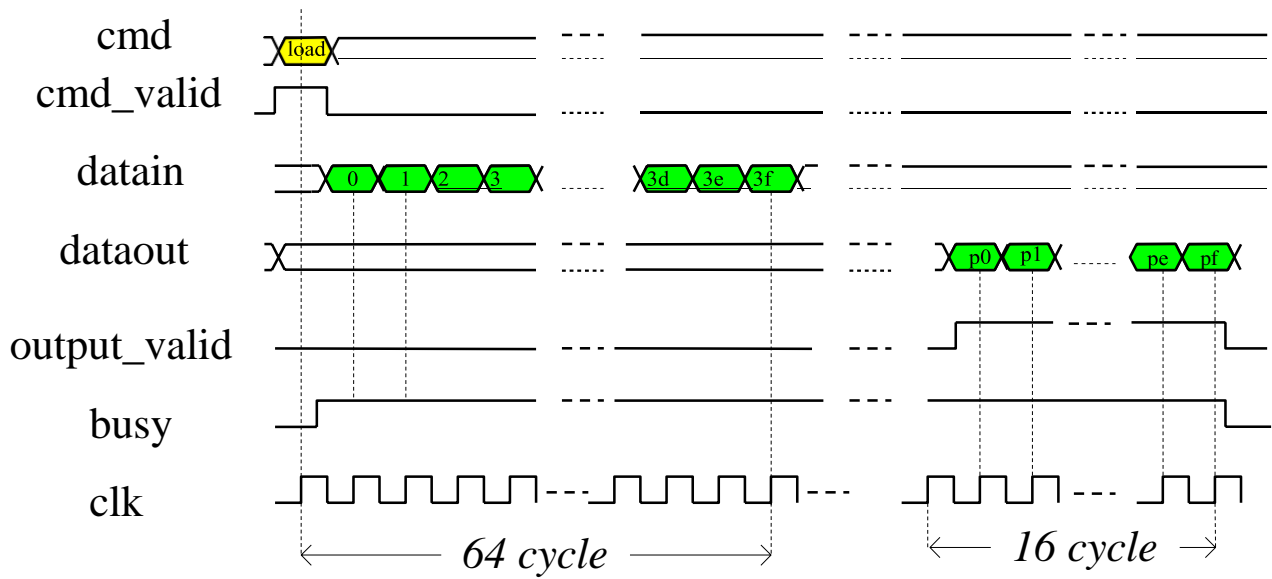 cmd load
cmd_valid
datain 0 1 2 3 3d 3e 3f
dataout p0 p1 pe pf
output_valid
busy
clk
64 cycle 16 cycle